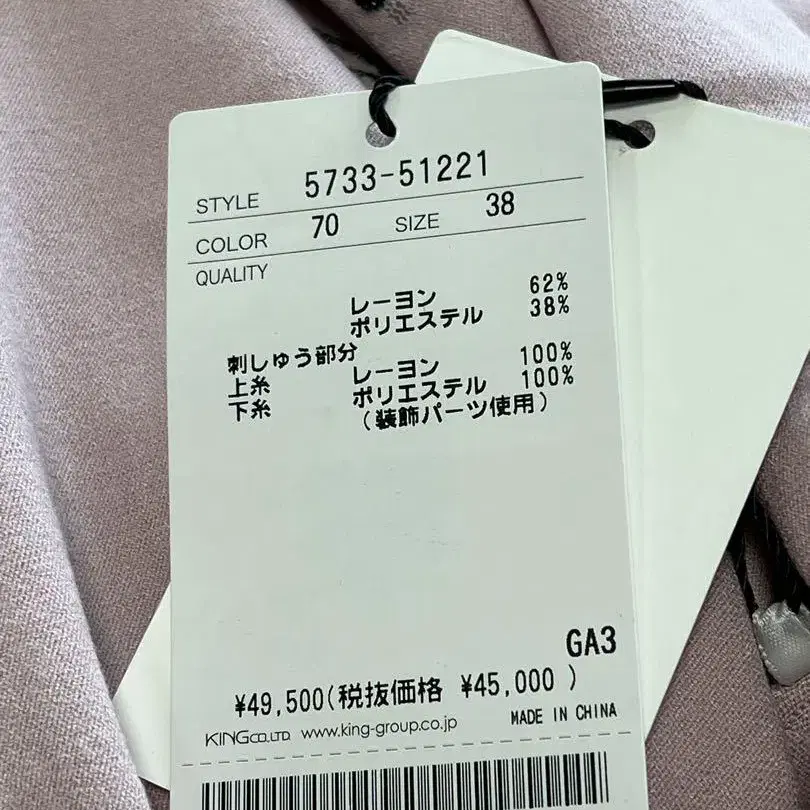 STYLE 5733-51221
COLOR 70 SIZE 38
QUALITY
レーヨン 62%
ポリエステル 38%
刺しゅう部分
上糸 レーヨン 100%
下糸 ポリエステル 100%
(装飾パーツ使用)
GA3
¥49,500(税抜価格 ¥45,000 )
KING CO.LTD www.king-group.co.jp MADE IN CHINA